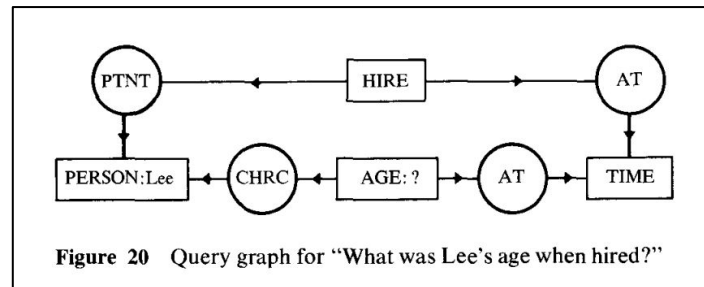 PTNT HIRE AT
PERSON:Lee CHRC AGE: ? AT TIME
Figure 20 Query graph for “What was Lee’s age when hired?”